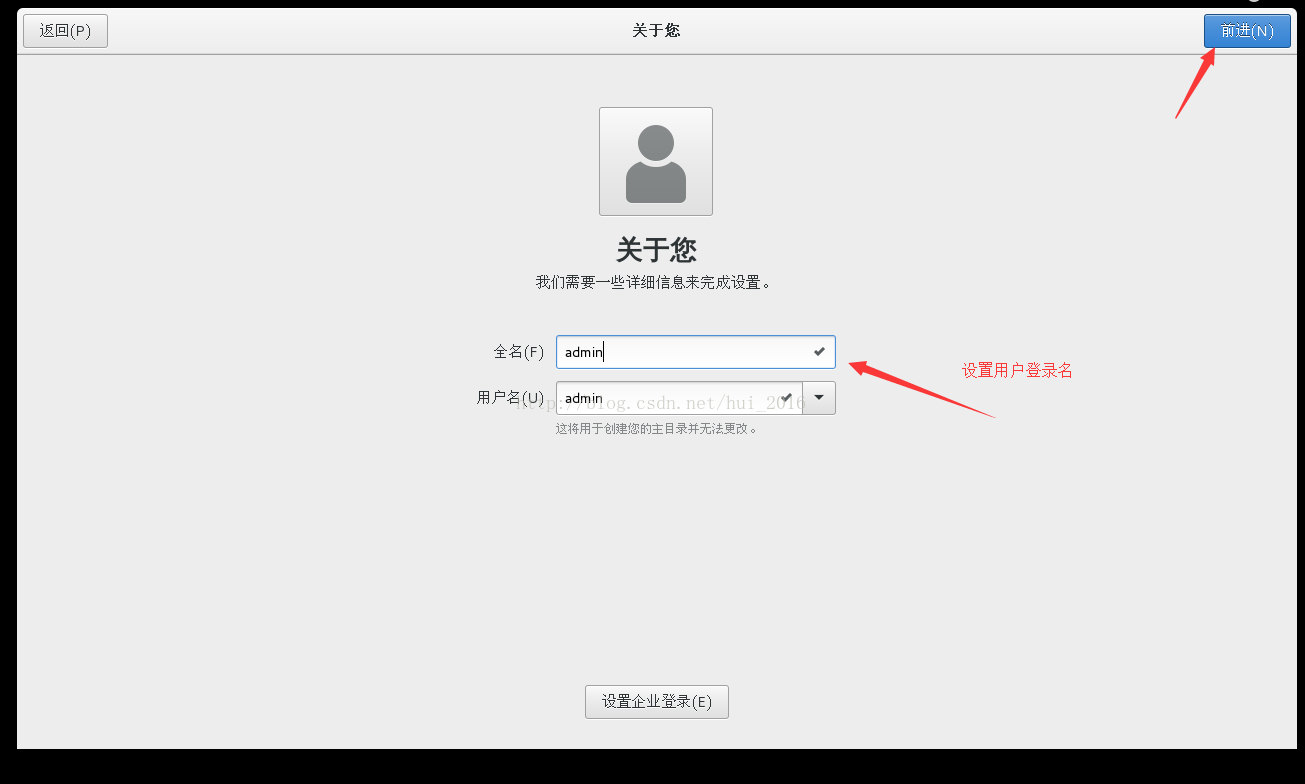 返回(P)
关于您
前进(N)
关于您
我们需要一些详细信息来完成设置。
全名(F)
admin
设置用户登录名
用户名(U)
admin
http://blog.csdn.net/hui_2016
这将用于创建您的主目录并无法更改。
设置企业登录(E)